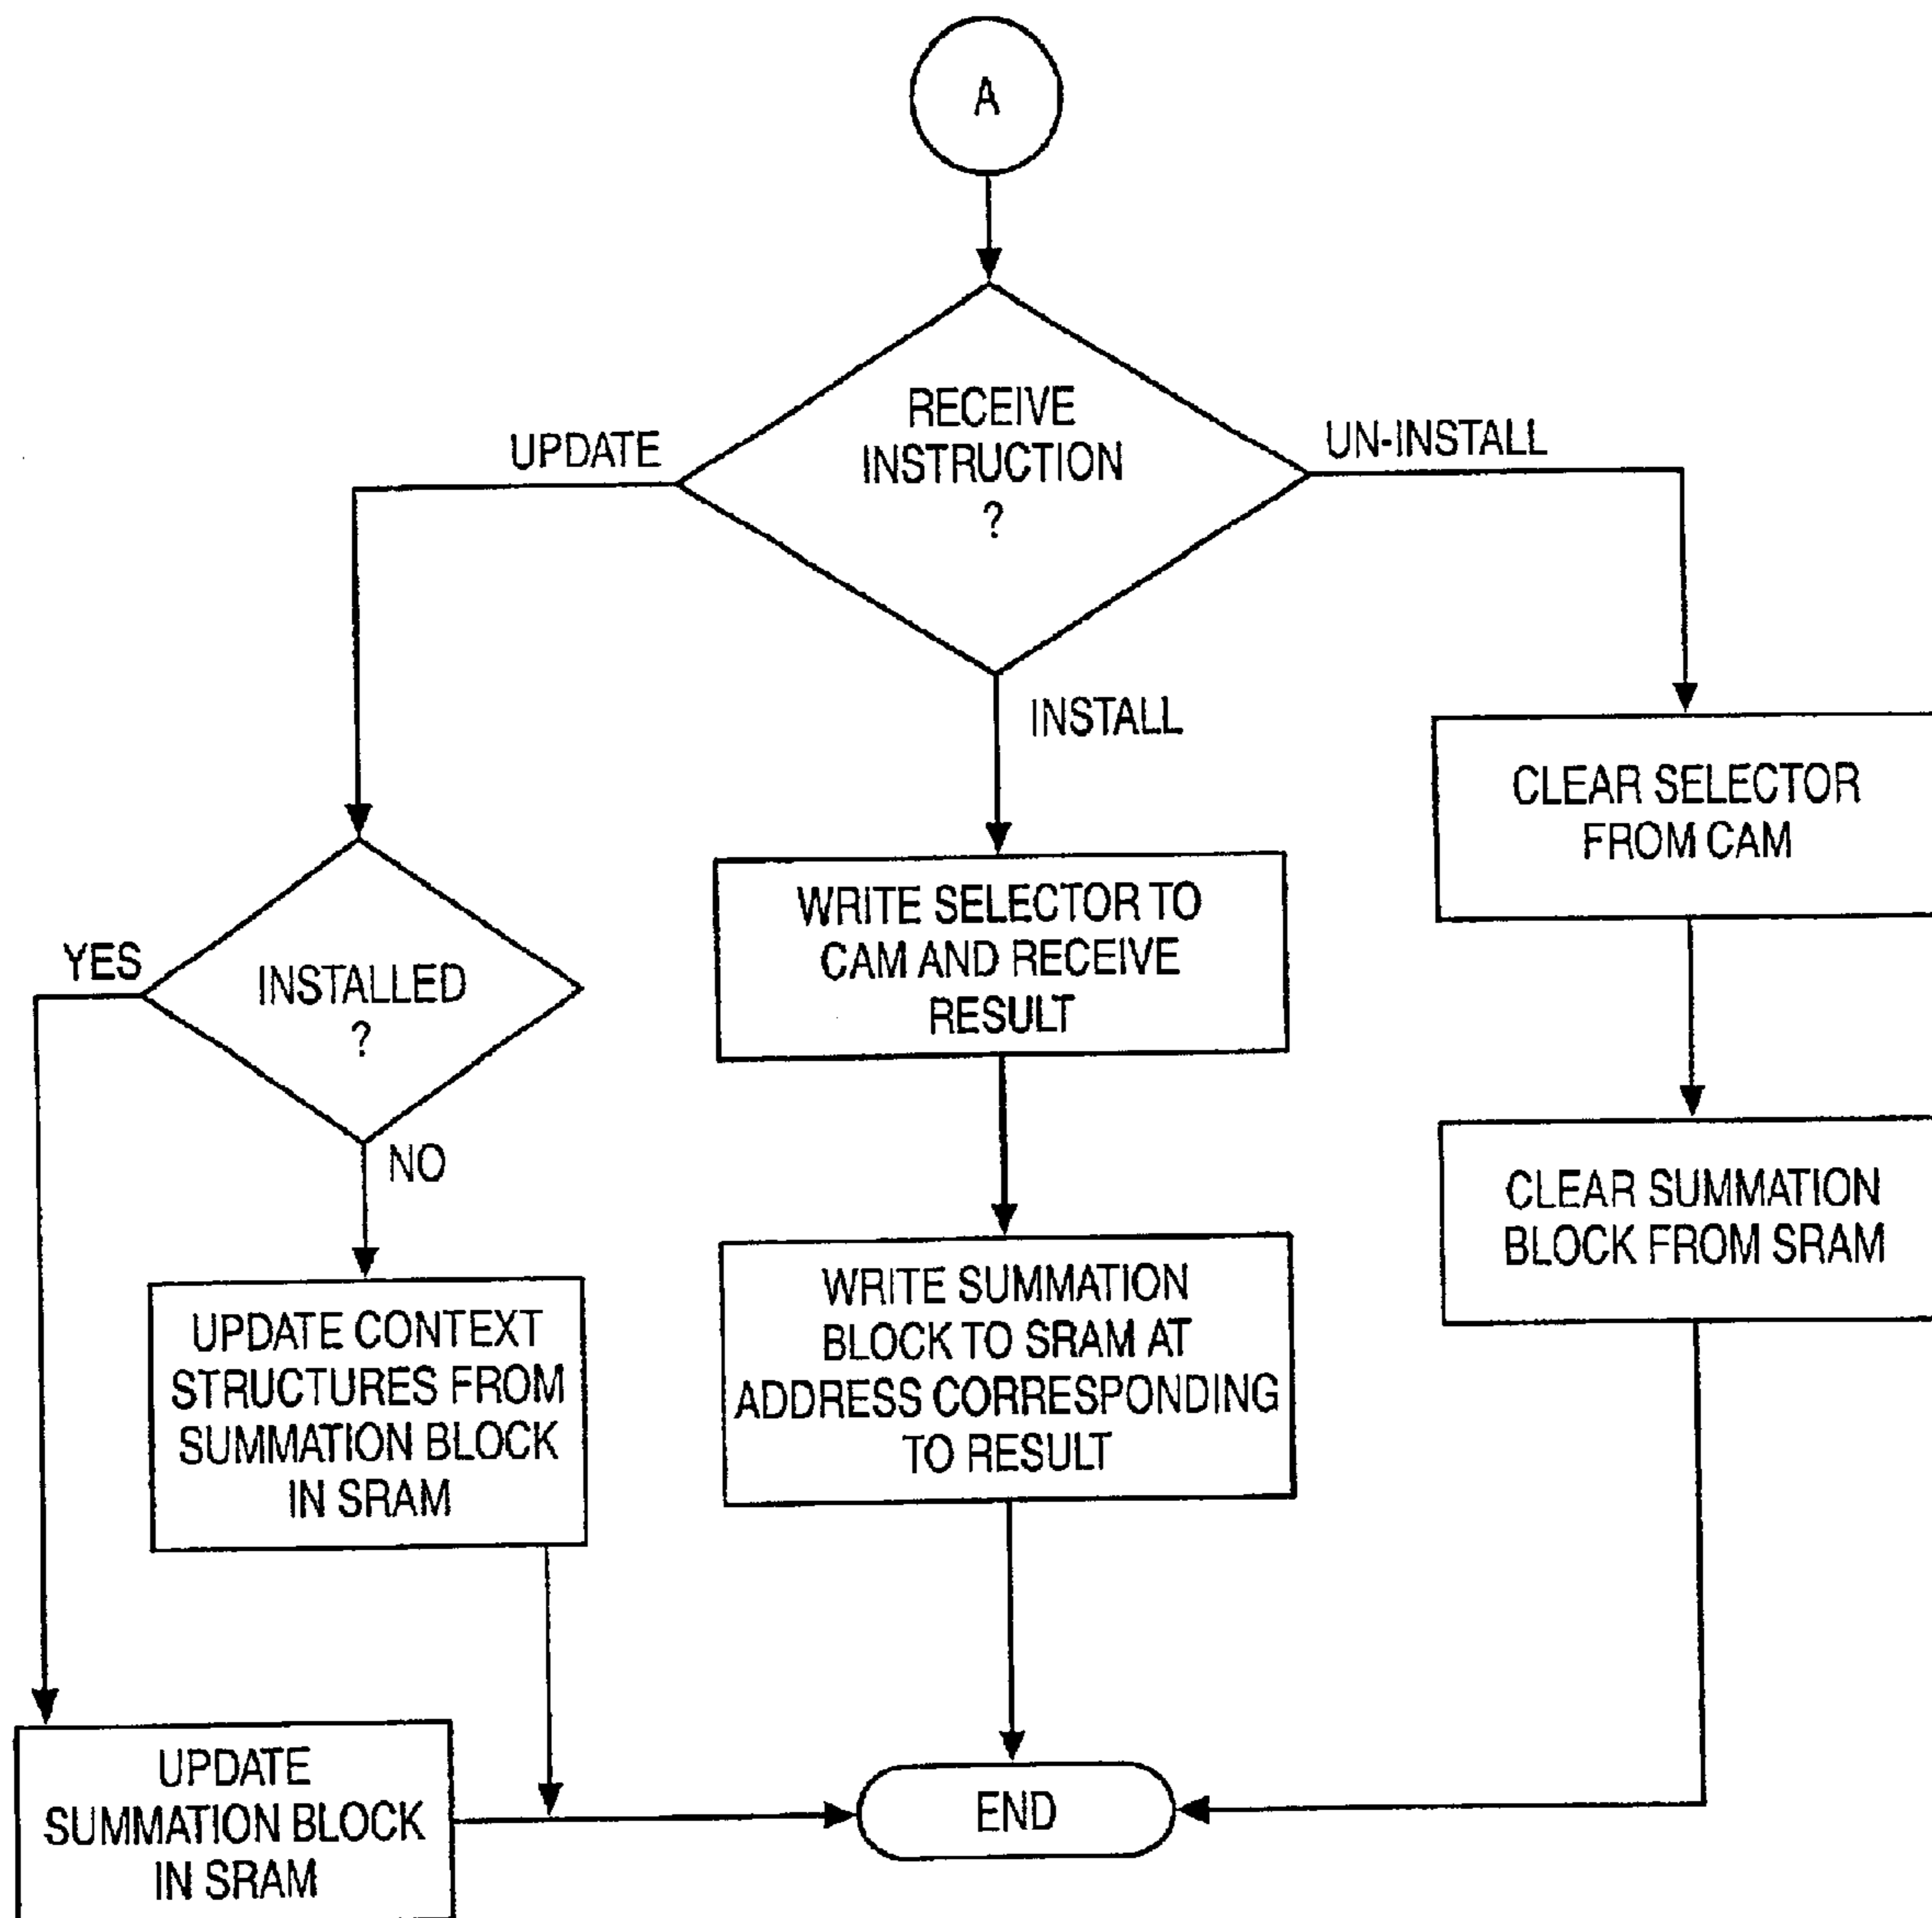 A
RECEIVE
INSTRUCTION
?
UPDATE
UN-INSTALL
INSTALL
CLEAR SELECTOR
FROM CAM
WRITE SELECTOR TO
CAM AND RECEIVE
RESULT
YES
INSTALLED
?
NO
CLEAR SUMMATION
BLOCK FROM SRAM
WRITE SUMMATION
BLOCK TO SRAM AT
ADDRESS CORRESPONDING
TO RESULT
UPDATE CONTEXT
STRUCTURES FROM
SUMMATION BLOCK
IN SRAM
UPDATE
SUMMATION BLOCK
IN SRAM
END